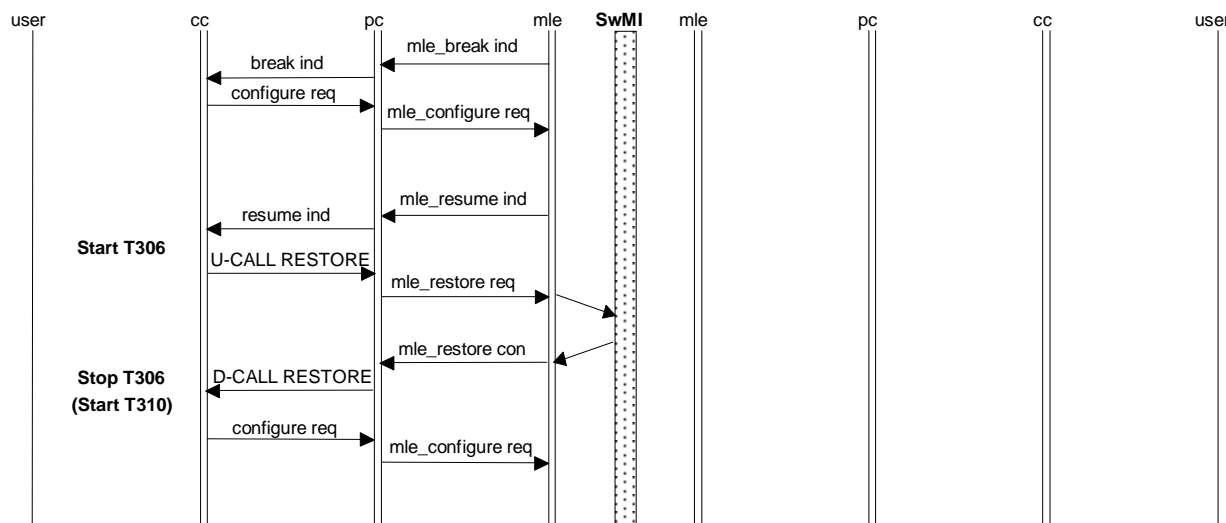 user cc pc mle SwMI mle pc cc user
mle_break ind
break ind
configure req
mle_configure req
mle_resume ind
resume ind
Start T306
U-CALL RESTORE
mle_restore req
mle_restore con
Stop T306
D-CALL RESTORE
(Start T310)
configure req
mle_configure req